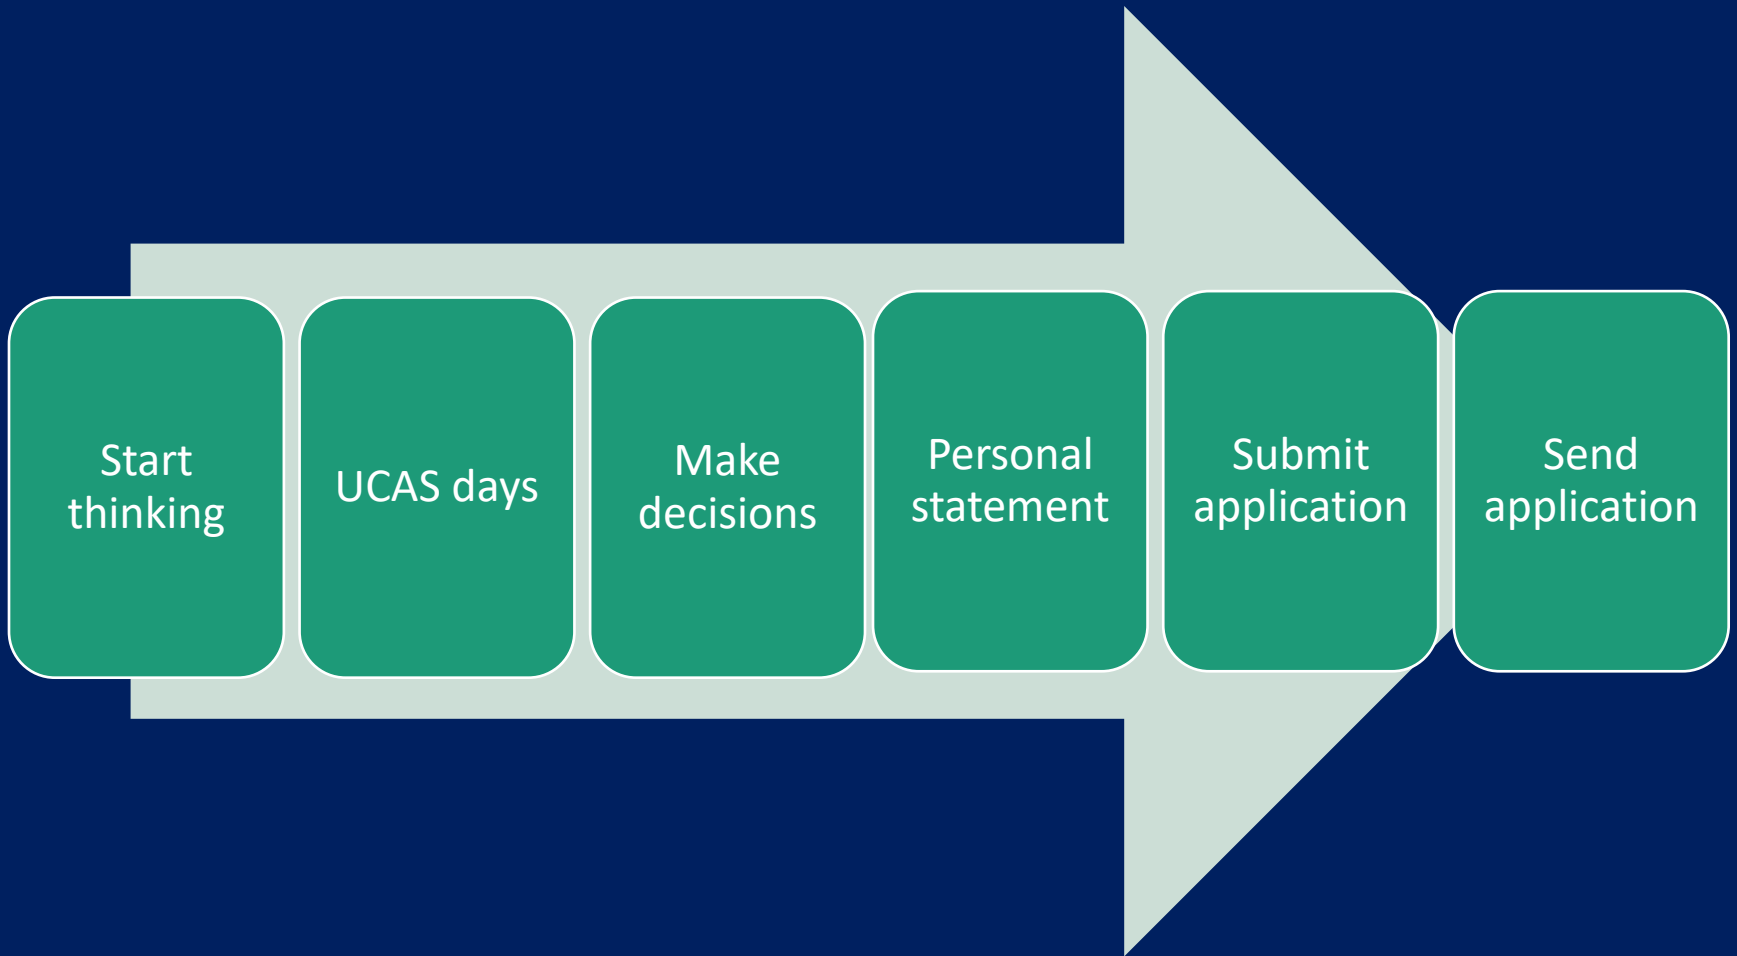 Start
thinking
UCAS days
Make
decisions
Personal
statement
Submit
application
Send
application